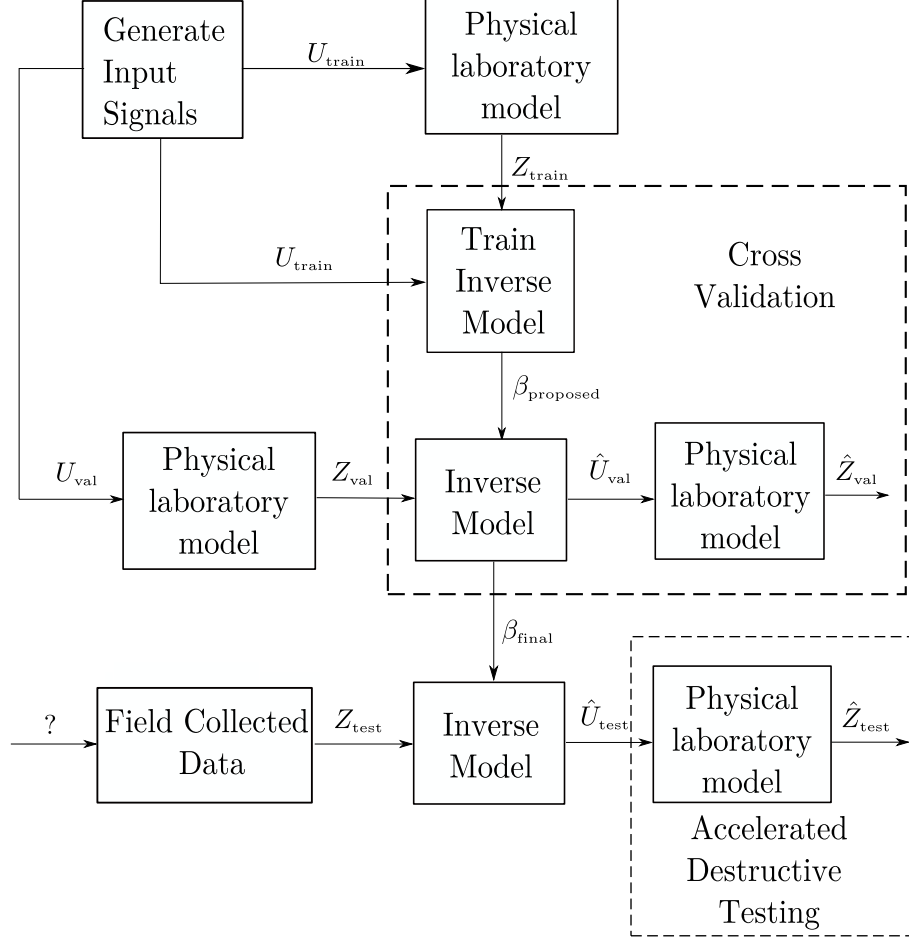 Generate
Input
Signals
U_train
Physical
laboratory
model
Z_train
U_train
Train
Inverse
Model
Cross
Validation
β_proposed
U_val
Physical
laboratory
model
Z_val
Inverse
Model
Û_val
Physical
laboratory
model
Ẑ_val
β_final
?
Field Collected
Data
Z_test
Inverse
Model
Û_test
Physical
laboratory
model
Ẑ_test
Accelerated
Destructive
Testing